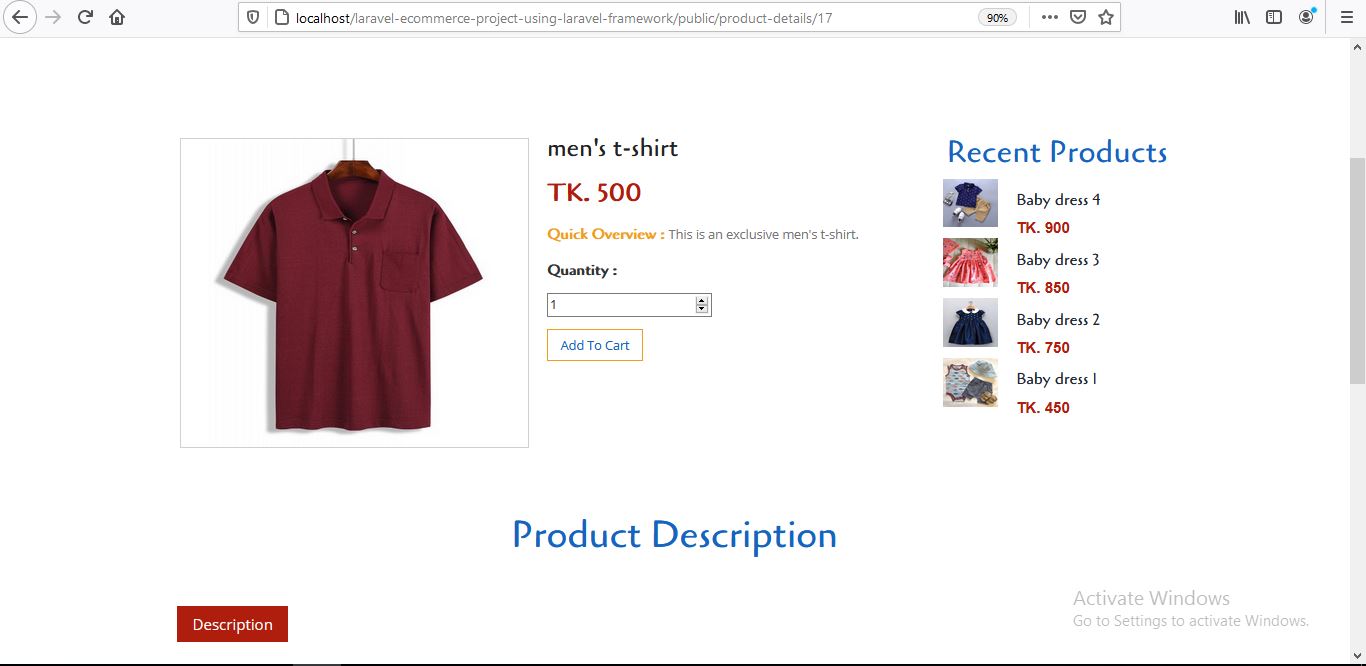 localhost/laravel-ecommerce-project-using-laravel-framework/public/product-details/17
90%
men's t-shirt
TK. 500
Quick Overview : This is an exclusive men's t-shirt.
Quantity :
1
Add To Cart
Recent Products
Baby dress 4
TK. 900
Baby dress 3
TK. 850
Baby dress 2
TK. 750
Baby dress 1
TK. 450
Product Description
Description
Activate Windows
Go to Settings to activate Windows.